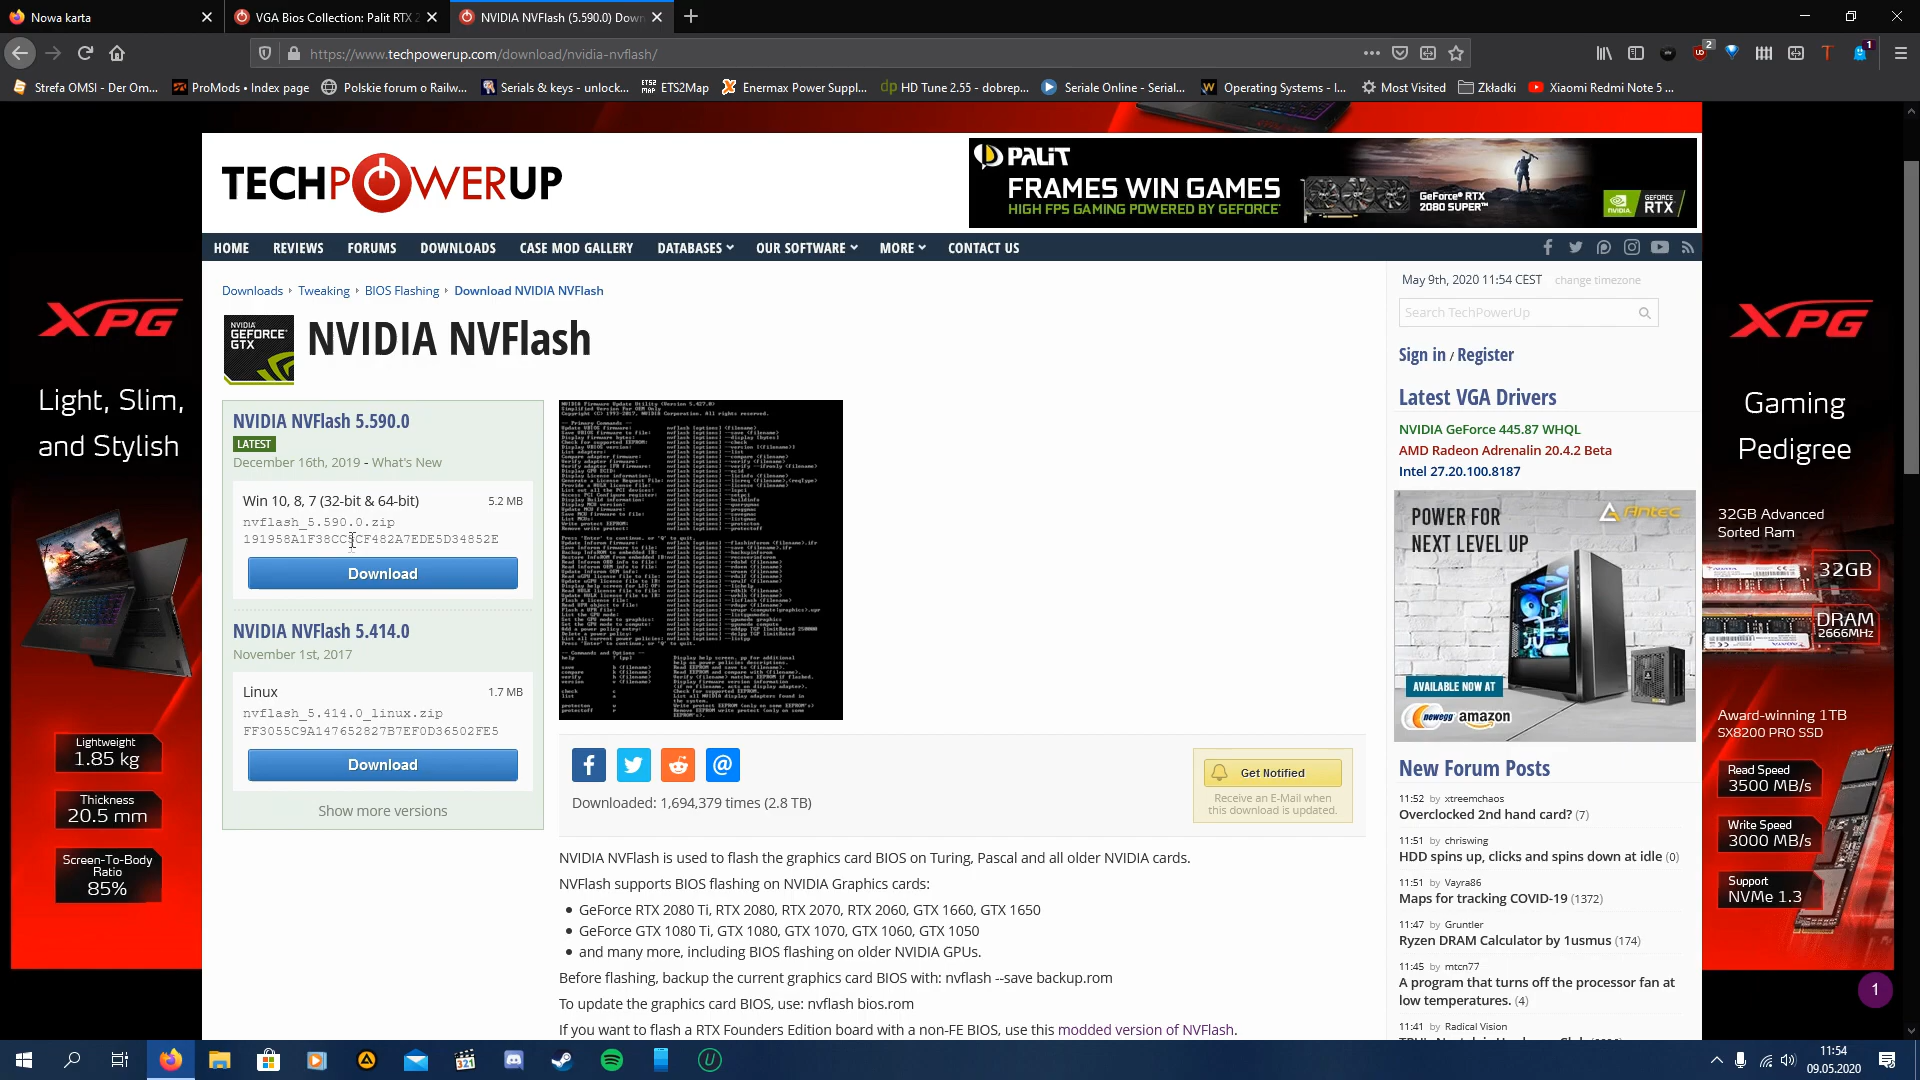 Nowa karta
VGA Bios Collection: Palit RTX 2
NVIDIA NVFlash (5.590.0) Down
https://www.techpowerup.com/download/nvidia-nvflash/
2
1
Strefa OMSI - Der Om...
ProMods • Index page
Polskie forum o Railw...
Serials & keys - unlock...
ETS2Map
Enermax Power Suppl...
HD Tune 2.55 - dobrep...
Seriale Online - Serial...
Operating Systems - I...
Most Visited
Zkładki
Xiaomi Redmi Note 5 ...
TECHPOWERUP
PALIT
FRAMES WIN GAMES
HIGH FPS GAMING POWERED BY GEFORCE
GeForce® RTX
2080 SUPER™
NVIDIA
GEFORCE
RTX
HOME
REVIEWS
FORUMS
DOWNLOADS
CASE MOD GALLERY
DATABASES
OUR SOFTWARE
MORE
CONTACT US
Downloads
Tweaking
BIOS Flashing
Download NVIDIA NVFlash
NVIDIA
GEFORCE
GTX
NVIDIA NVFlash
NVIDIA NVFlash 5.590.0
LATEST
December 16th, 2019 - What's New
Win 10, 8, 7 (32-bit & 64-bit)
5.2 MB
nvflash_5.590.0.zip
Download
NVIDIA NVFlash 5.414.0
November 1st, 2017
Linux
1.7 MB
nvflash_5.414.0_linux.zip
FF3055C9A147652827B7EF0D36502FE5
Download
Show more versions
Downloaded: 1,694,379 times (2.8 TB)
Get Notified
Receive an E-Mail when
this download is updated.
NVIDIA NVFlash is used to flash the graphics card BIOS on Turing, Pascal and all older NVIDIA cards.
NVFlash supports BIOS flashing on NVIDIA Graphics cards:
• GeForce RTX 2080 Ti, RTX 2080, RTX 2070, RTX 2060, GTX 1660, GTX 1650
• GeForce GTX 1080 Ti, GTX 1080, GTX 1070, GTX 1060, GTX 1050
• and many more, including BIOS flashing on older NVIDIA GPUs.
Before flashing, backup the current graphics card BIOS with: nvflash --save backup.rom
To update the graphics card BIOS, use: nvflash bios.rom
If you want to flash a RTX Founders Edition board with a non-FE BIOS, use this modded version of NVFlash.
May 9th, 2020 11:54 CEST
change timezone
Search TechPowerUp
Sign in / Register
Latest VGA Drivers
NVIDIA GeForce 445.87 WHQL
AMD Radeon Adrenalin 20.4.2 Beta
Intel 27.20.100.8187
Antec
POWER FOR
NEXT LEVEL UP
AVAILABLE NOW AT
newegg amazon
New Forum Posts
11:52 by xtreemchaos
Overclocked 2nd hand card? (7)
11:51 by chriswing
HDD spins up, clicks and spins down at idle (0)
11:51 by Vayra86
Maps for tracking COVID-19 (1372)
11:47 by Gruntler
Ryzen DRAM Calculator by 1usmus (174)
11:45 by mtcn77
A program that turns off the processor fan at
low temperatures. (4)
11:41 by Radical Vision
XPG
Light, Slim,
and Stylish
Lightweight
1.85 kg
Thickness
20.5 mm
Screen-To-Body
Ratio
85%
XPG
Gaming
Pedigree
32GB Advanced
Sorted Ram
32GB
DRAM
2666MHz
Award-winning 1TB
SX8200 PRO SSD
Read Speed
3500 MB/s
Write Speed
3000 MB/s
Support
NVMe 1.3
1
11:54
09.05.2020